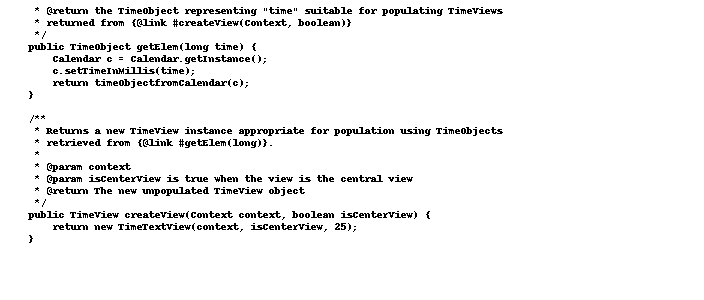 * @return the TimeObject representing "time" suitable for populating TimeViews
* returned from {@link #createView(Context, boolean)}
*/
public TimeObject getElem(long time) {
Calendar c = Calendar.getInstance();
c.setTimeInMillis(time);
return timeObjectfromCalendar(c);
}
/**
* Returns a new TimeView instance appropriate for population using TimeObjects
* retrieved from {@link #getElem(long)}.
*
* @param context
* @param isCenterView is true when the view is the central view
* @return The new unpopulated TimeView object
*/
public TimeView createView(Context context, boolean isCenterView) {
return new TimeTextView(context, isCenterView, 25);
}